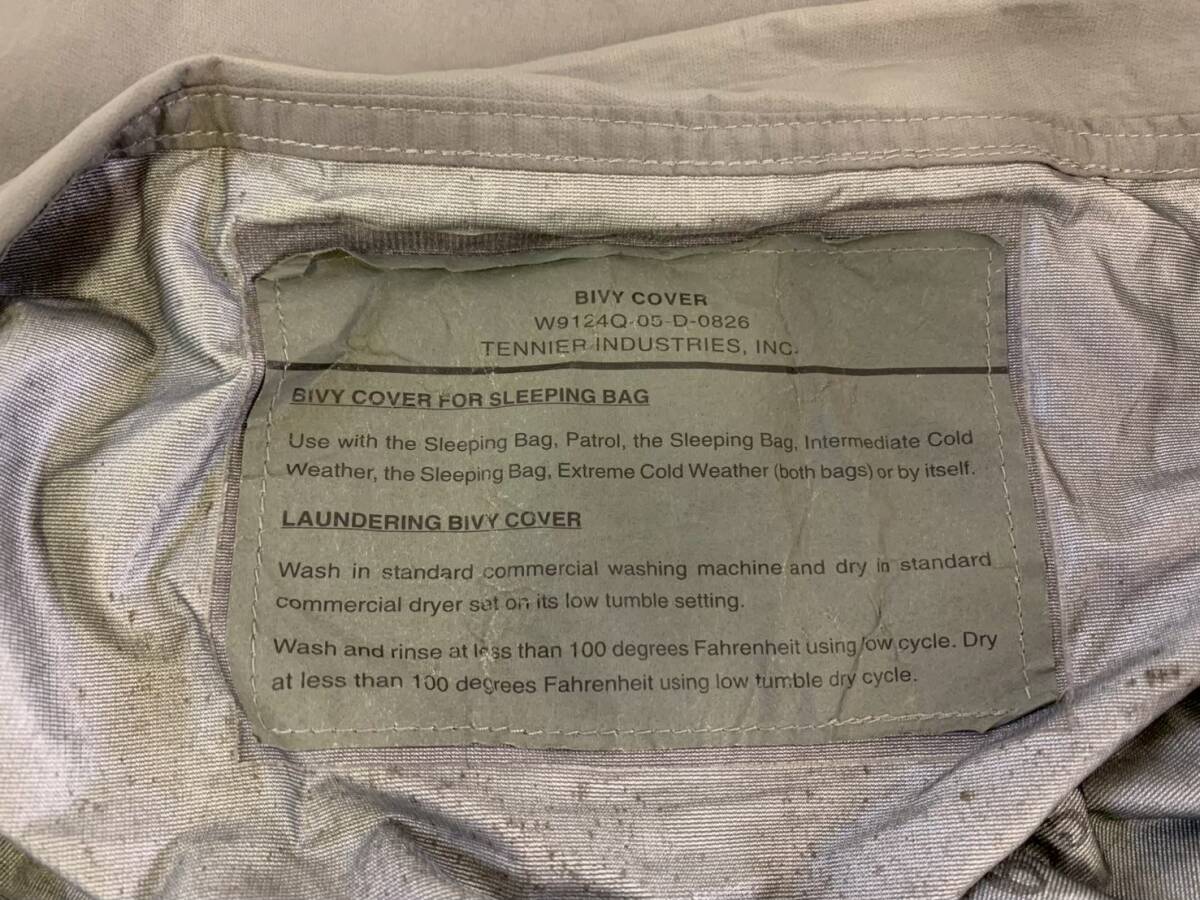 BIVY COVER
W9124Q-05-D-0826
TENNIER INDUSTRIES, INC.
BIVY COVER FOR SLEEPING BAG
Use with the Sleeping Bag, Patrol, the Sleeping Bag, Intermediate Cold
Weather, the Sleeping Bag, Extreme Cold Weather (both bags) or by itself.
LAUNDERING BIVY COVER
Wash in standard commercial washing machine and dry in standard
commercial dryer set on its low tumble setting.
Wash and rinse at less than 100 degrees Fahrenheit using low cycle. Dry
at less than 100 degrees Fahrenheit using low tumble dry cycle.